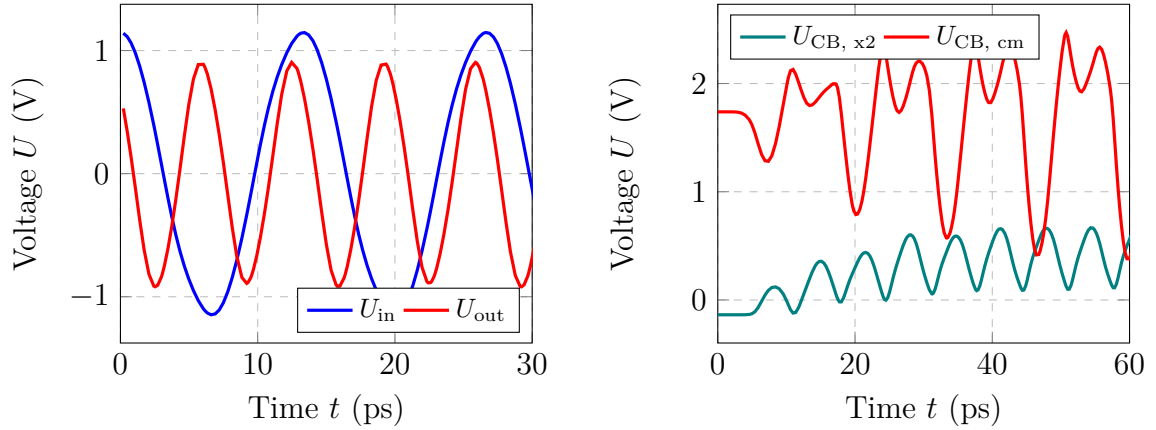 Voltage U (V)
1
0
−1
U_in U_out
0 10 20 30
Time t (ps)
Voltage U (V)
2
1
0
U_CB, x2 U_CB, cm
0 20 40 60
Time t (ps)